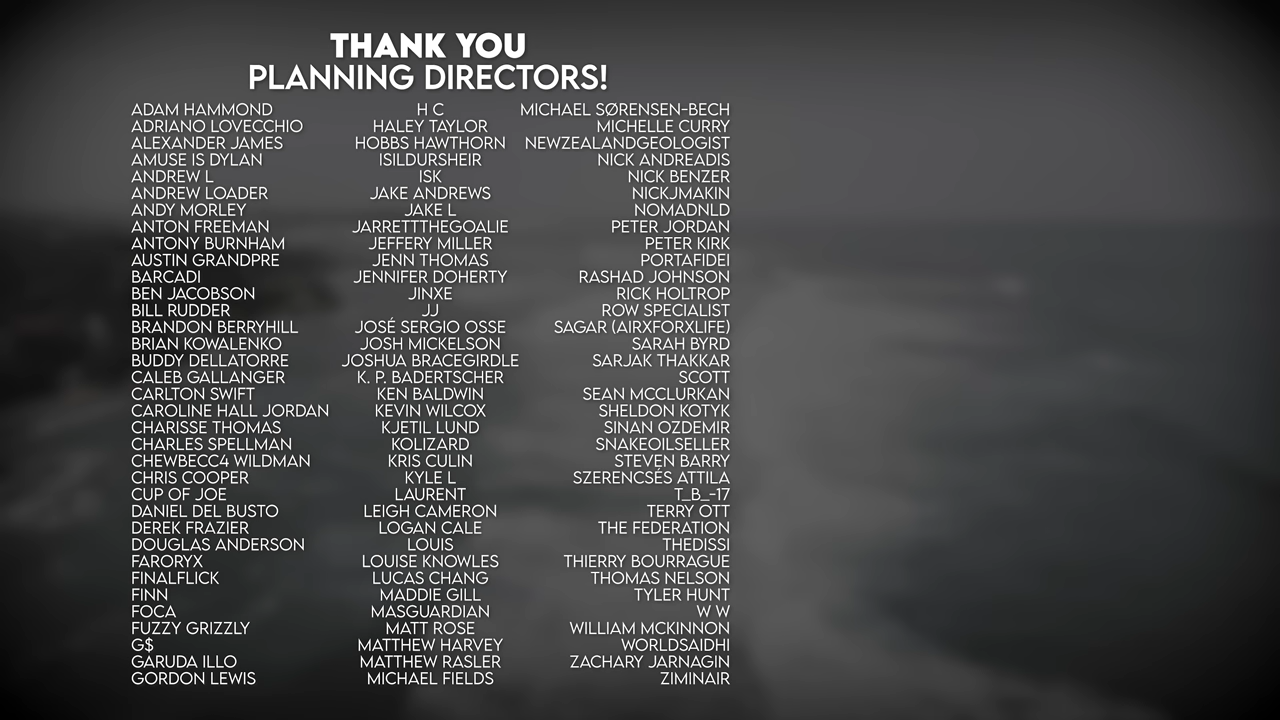 THANK YOU
PLANNING DIRECTORS!
ADAM HAMMOND
ADRIANO LOVECCHIO
ALEXANDER JAMES
AMUSE IS DYLAN
ANDREW L
ANDREW LOADER
ANDY MORLEY
ANTON FREEMAN
ANTONY BURNHAM
AUSTIN GRANDPRE
BARCADI
BEN JACOBSON
BILL RUDDER
BRANDON BERRYHILL
BRIAN KOWALENKO
BUDDY DELLATORRE
CALEB GALLANGER
CARLTON SWIFT
CAROLINE HALL JORDAN
CHARISSE THOMAS
CHARLES SPELLMAN
CHEWBECC4 WILDMAN
CHRIS COOPER
CUP OF JOE
DANIEL DEL BUSTO
DEREK FRAZIER
DOUGLAS ANDERSON
FARORYX
FINALFLICK
FINN
FOCA
FUZZY GRIZZLY
G$
GARUDA ILLO
GORDON LEWIS
H C
HALEY TAYLOR
HOBBS HAWTHORN
ISILDURSHEIR
ISK
JAKE ANDREWS
JAKE L
JARRETTTHEGOALIE
JEFFERY MILLER
JENN THOMAS
JENNIFER DOHERTY
JINXE
JJ
JOSÉ SERGIO OSSE
JOSH MICKELSON
JOSHUA BRACEGIRDLE
K. P. BADERTSCHER
KEN BALDWIN
KEVIN WILCOX
KJETIL LUND
KOLIZARD
KRIS CULIN
KYLE L
LAURENT
LEIGH CAMERON
LOGAN CALE
LOUIS
LOUISE KNOWLES
LUCAS CHANG
MADDIE GILL
MASGUARDIAN
MATT ROSE
MATTHEW HARVEY
MATTHEW RASLER
MICHAEL FIELDS
MICHAEL SØRENSEN-BECH
MICHELLE CURRY
NEWZEALANDGEOLOGIST
NICK ANDREADIS
NICK BENZER
NICKJMAKIN
NOMADNLD
PETER JORDAN
PETER KIRK
PORTAFIDEI
RASHAD JOHNSON
RICK HOLTROP
ROW SPECIALIST
SAGAR (AIRXFORXLIFE)
SARAH BYRD
SARJAK THAKKAR
SCOTT
SEAN MCCLURKAN
SHELDON KOTYK
SINAN OZDEMIR
SNAKEOILSELLER
STEVEN BARRY
SZERENCSÉS ATTILA
T_B_-17
TERRY OTT
THE FEDERATION
THEDISSI
THIERRY BOURRAGUE
THOMAS NELSON
TYLER HUNT
W W
WILLIAM MCKINNON
WORLDSAIDHI
ZACHARY JARNAGIN
ZIMINAIR